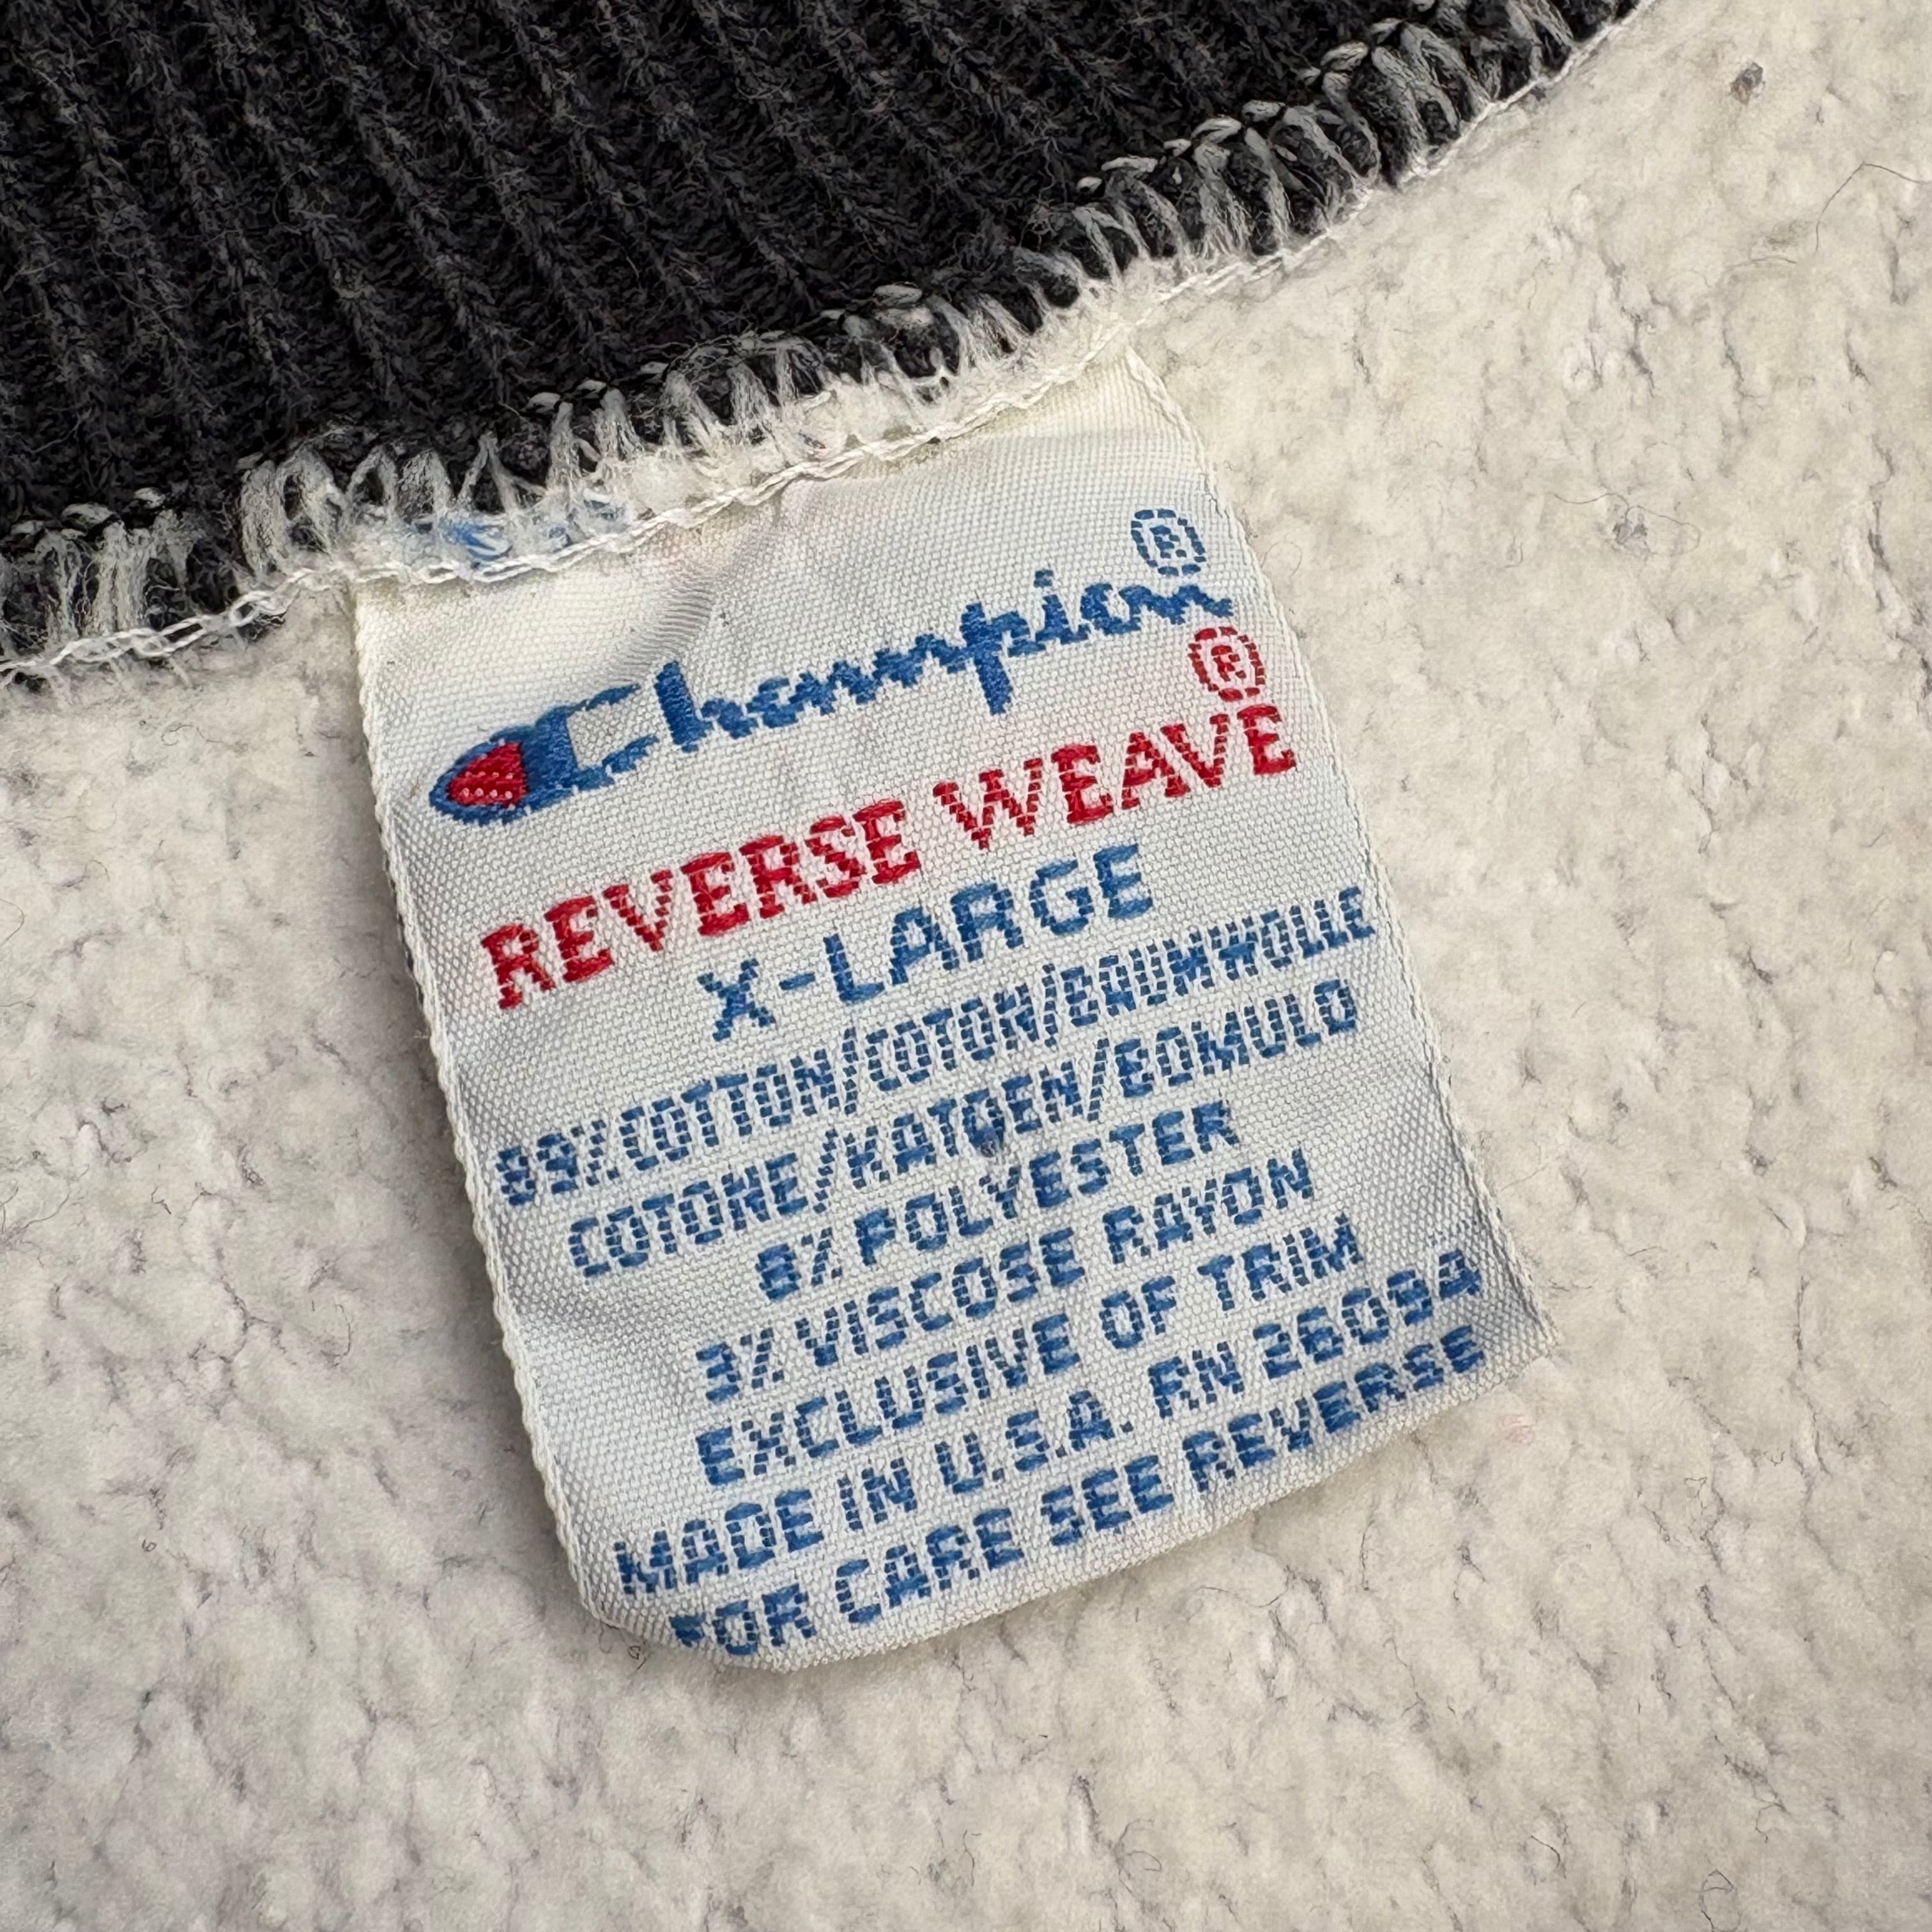 Champion®
REVERSE WEAVE®
X-LARGE
89% COTTON/COTON/BAUMWOLLE
COTONE/KATOEN/BOMULD
8% POLYESTER
3% VISCOSE RAYON
EXCLUSIVE OF TRIM
MADE IN U.S.A. RN 26094
FOR CARE SEE REVERSE